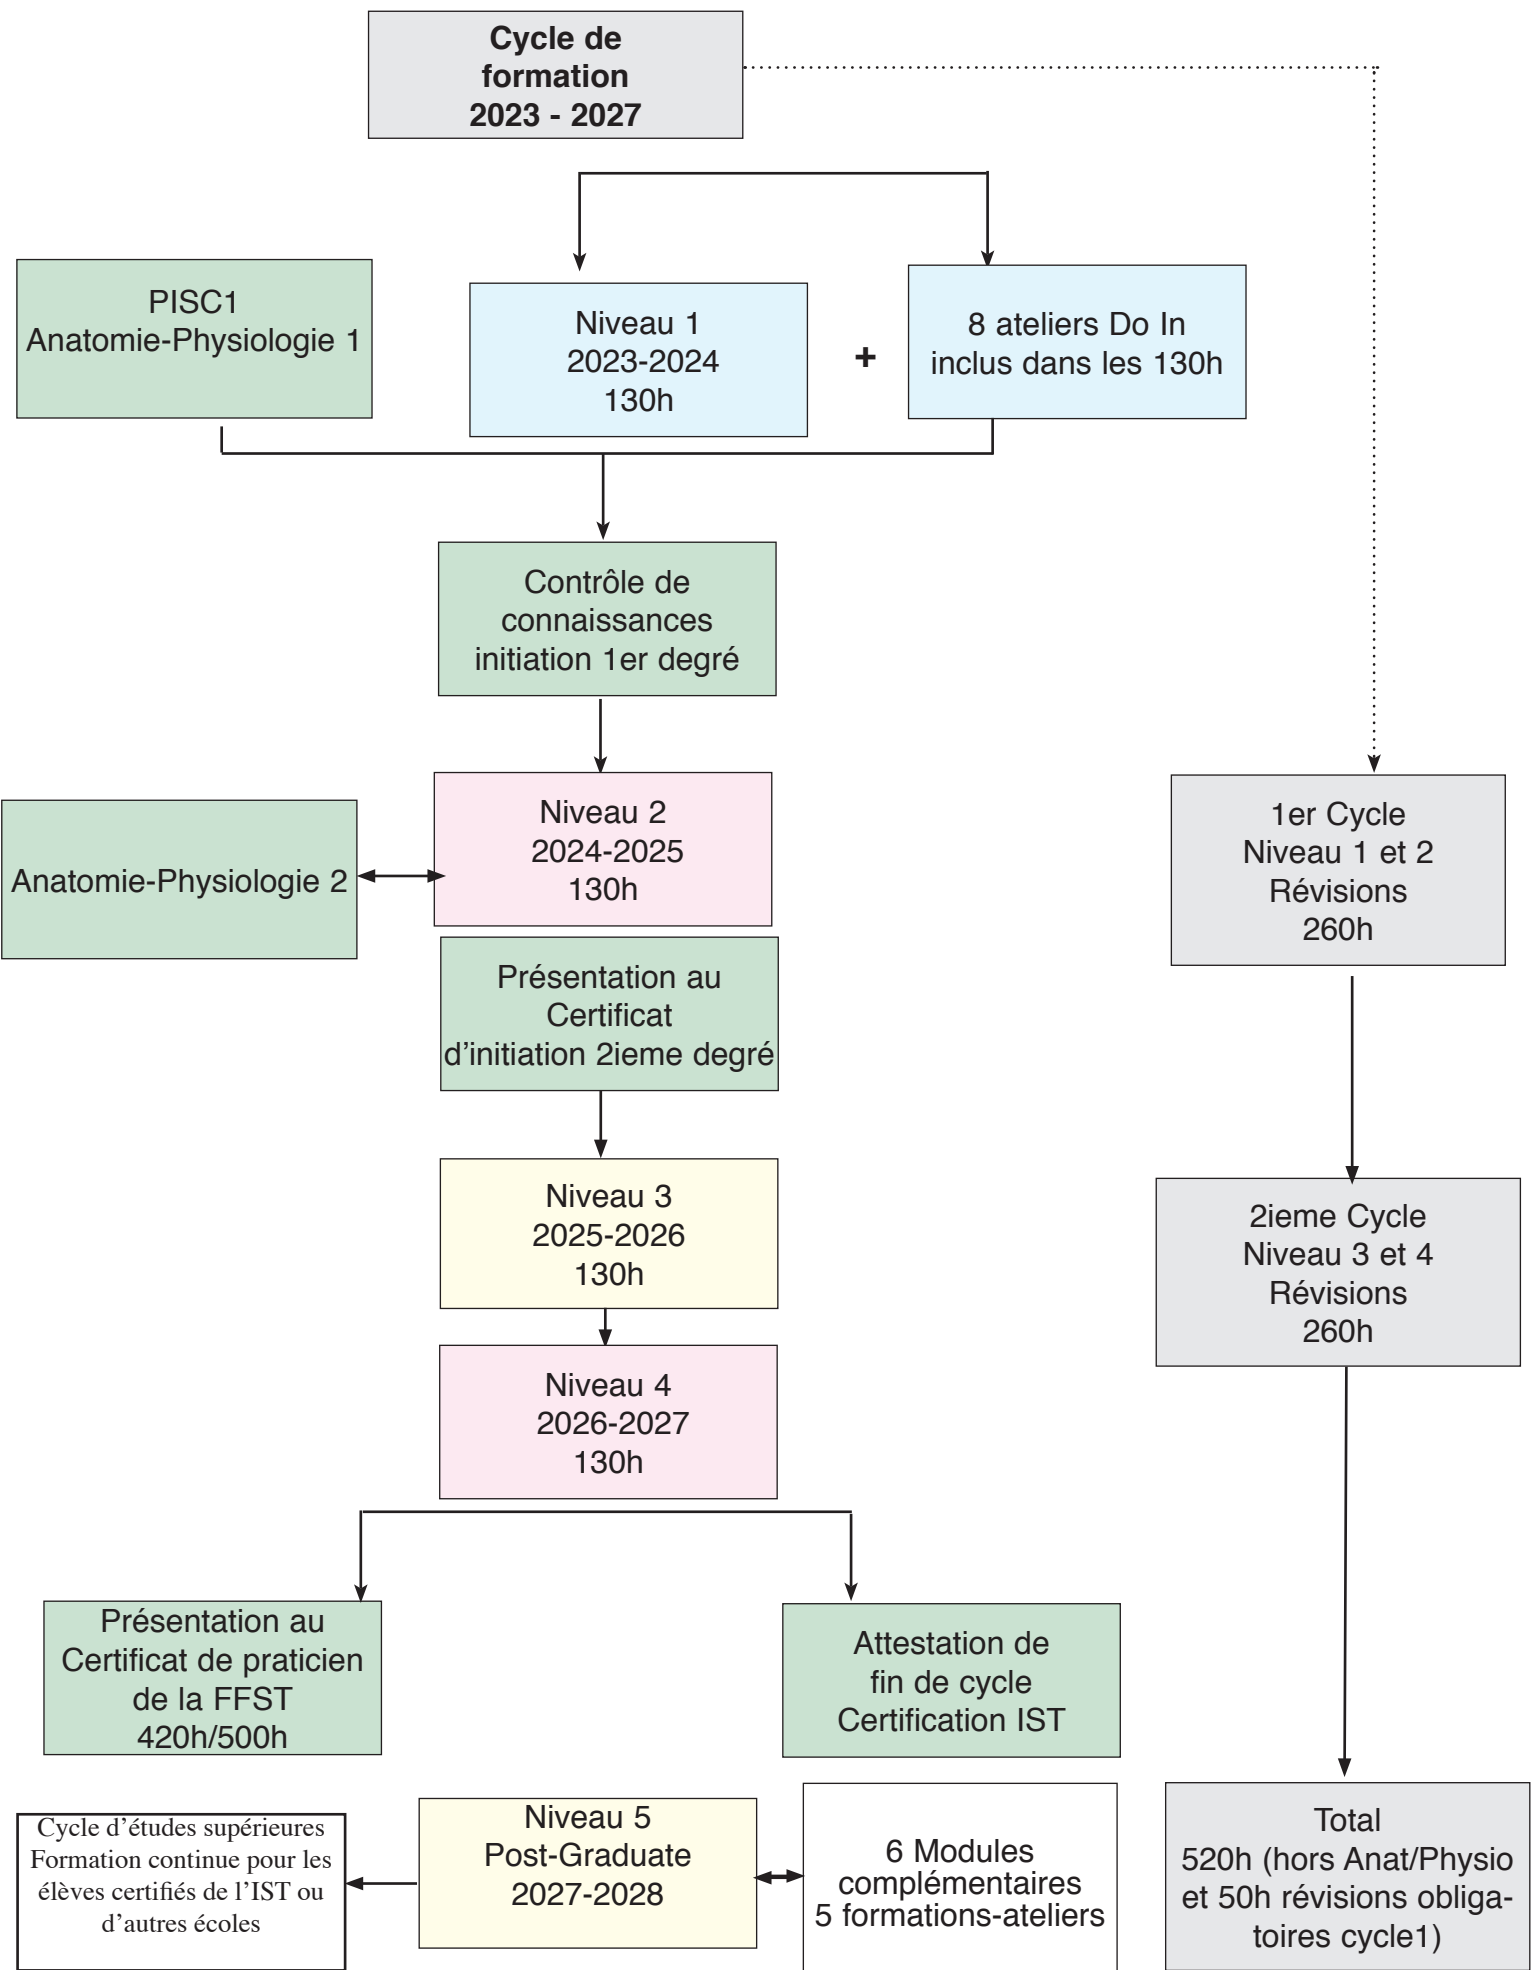 Cycle de
formation
2023 - 2027
PISC1
Anatomie-Physiologie 1
Niveau 1
2023-2024
130h
+
8 ateliers Do In
inclus dans les 130h
Contrôle de
connaissances
initiation 1er degré
Niveau 2
2024-2025
130h
Anatomie-Physiologie 2
1er Cycle
Niveau 1 et 2
Révisions
260h
Présentation au
Certificat
d’initiation 2ieme degré
Niveau 3
2025-2026
130h
2ieme Cycle
Niveau 3 et 4
Révisions
260h
Niveau 4
2026-2027
130h
Présentation au
Certificat de praticien
de la FFST
420h/500h
Attestation de
fin de cycle
Certification IST
Cycle d’études supérieures
Formation continue pour les
élèves certifiés de l’IST ou
d’autres écoles
Niveau 5
Post-Graduate
2027-2028
6 Modules
complémentaires
5 formations-ateliers
Total
520h (hors Anat/Physio
et 50h révisions obliga-
toires cycle1)